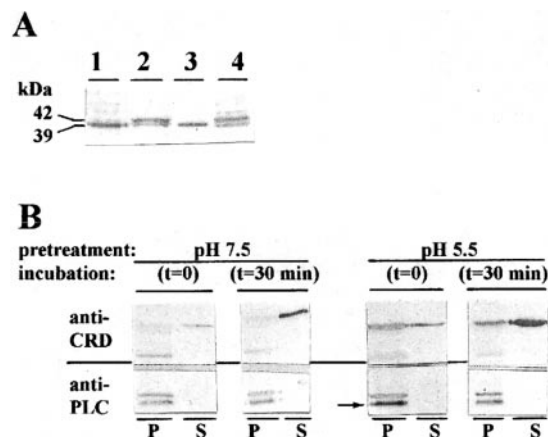 A
1 2 3 4
kDa
42
39
B
pretreatment: pH 7.5 pH 5.5
incubation: (t=0) (t=30 min) (t=0) (t=30 min)
anti-
CRD
anti-
PLC
P S P S P S P S